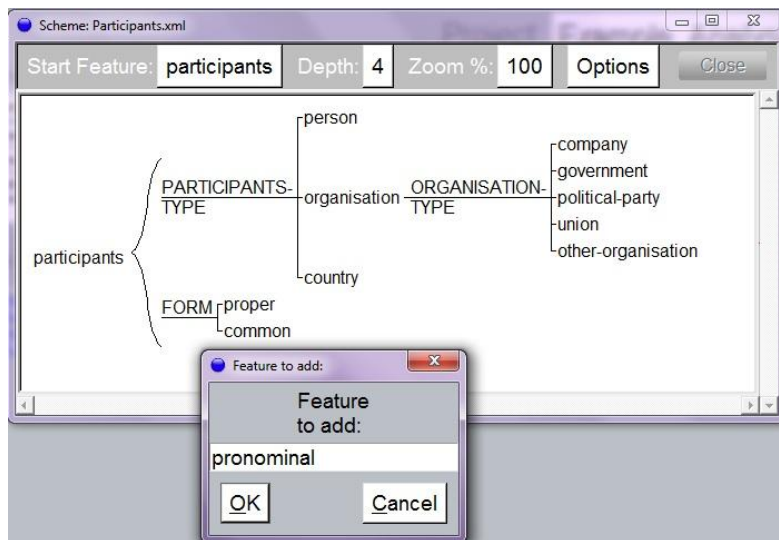 Scheme: Participants.xml
Start Feature: participants Depth: 4 Zoom %: 100 Options Close
person
company
government
PARTICIPANTS-
TYPE
organisation
ORGANISATION-
TYPE
political-party
union
other-organisation
participants
country
FORM
proper
common
Feature to add:
Feature
to add:
pronominal
OK
Cancel